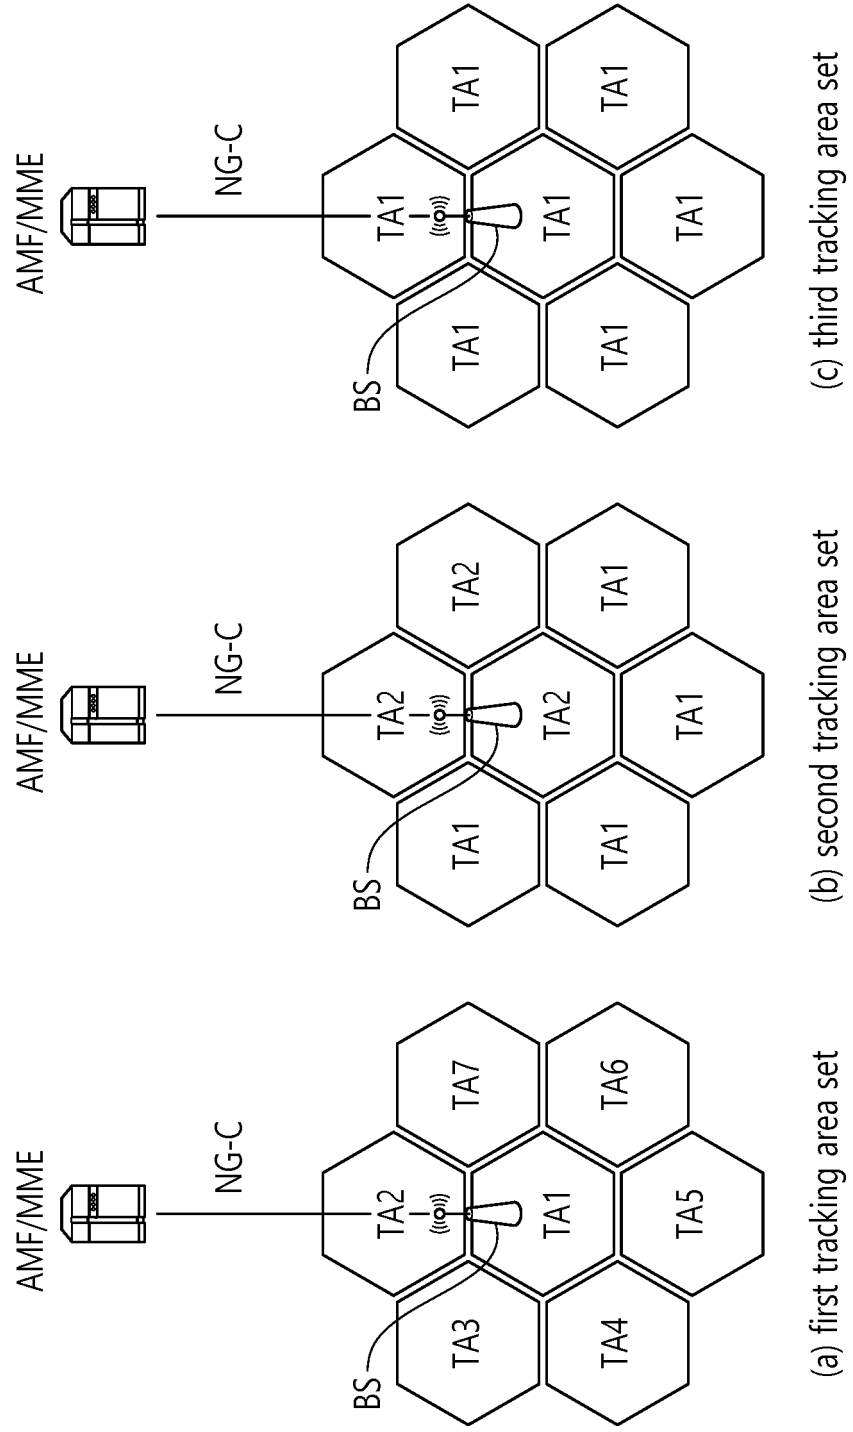 AMF/MME
NG-C
BS
TA2
TA3
TA7
TA1
TA4
TA6
TA5
(a) first tracking area set
AMF/MME
NG-C
BS
TA2
TA1
TA2
TA2
TA1
TA1
TA1
(b) second tracking area set
AMF/MME
NG-C
BS
TA1
TA1
TA1
TA1
TA1
TA1
TA1
(c) third tracking area set